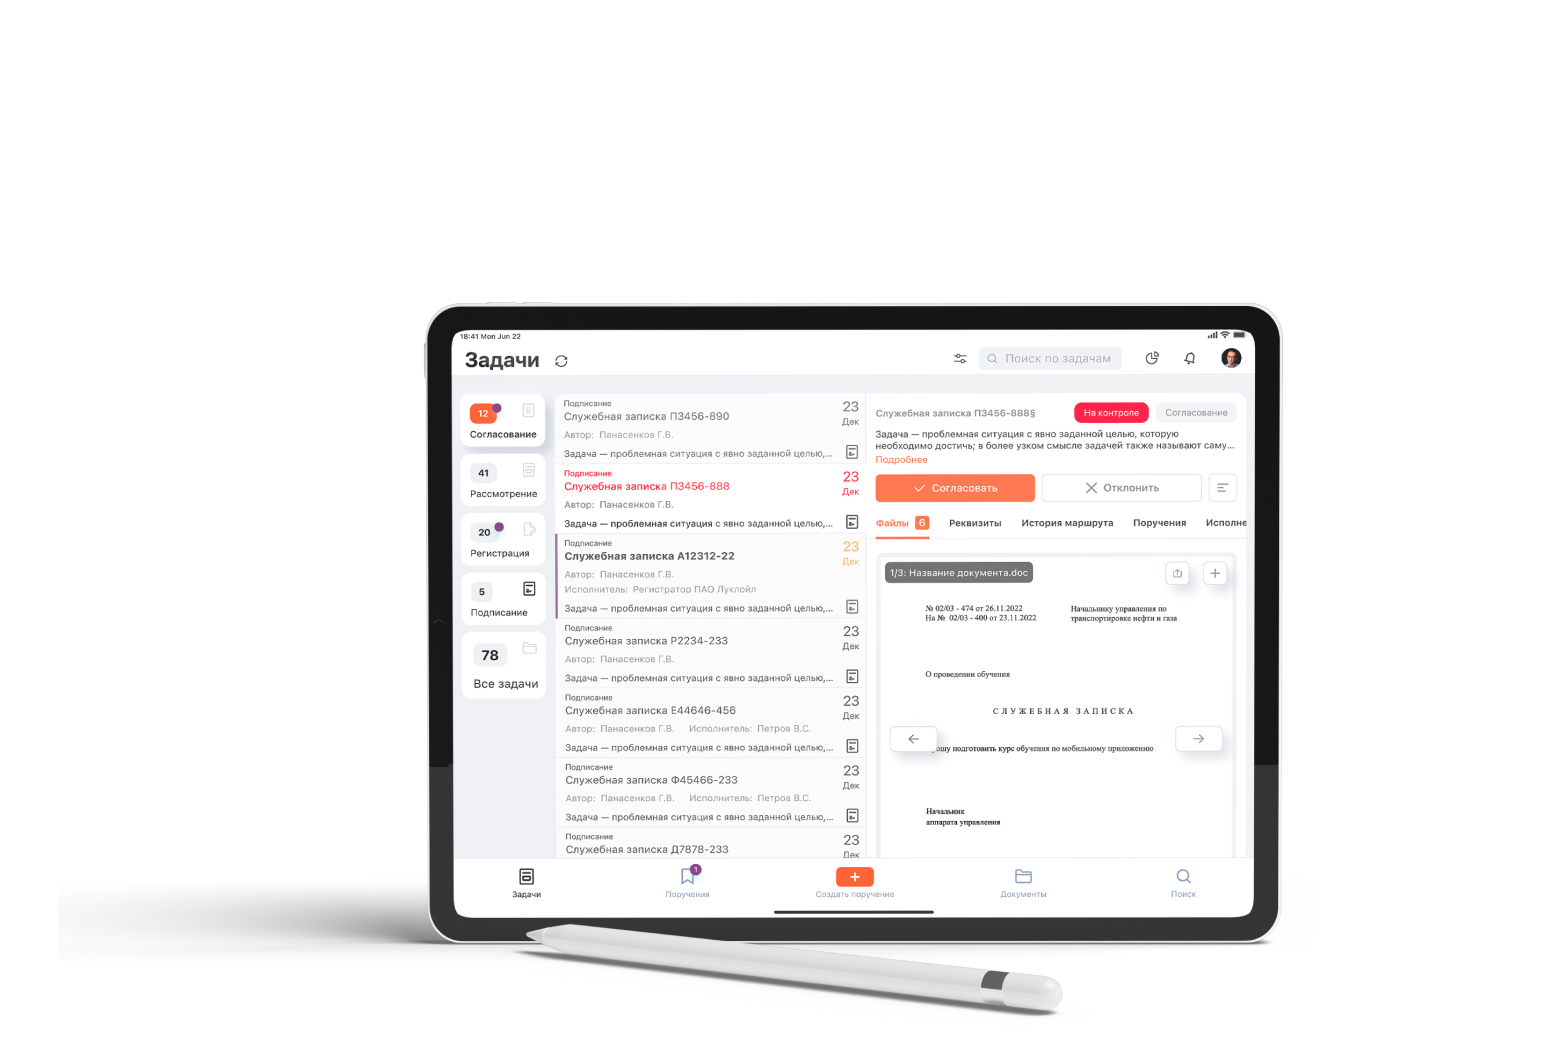 18:41 Mon Jun 22
Задачи
Поиск по задачам
12
Согласование
41
Рассмотрение
20
Регистрация
5
Подписание
78
Все задачи
Подписание
Служебная записка П3456-890
23
Дек
Автор: Панасенков Г.В.
Задача — проблемная ситуация с явно заданной целью,...
Подписание
Служебная записка П3456-888
23
Дек
Автор: Панасенков Г.В.
Задача — проблемная ситуация с явно заданной целью,...
Подписание
Служебная записка А12312-22
23
Дек
Автор: Панасенков Г.В.
Исполнитель: Регистратор ПАО Луклойл
Задача — проблемная ситуация с явно заданной целью,...
Подписание
Служебная записка Р2234-233
23
Дек
Автор: Панасенков Г.В.
Задача — проблемная ситуация с явно заданной целью,...
Подписание
Служебная записка Е44646-456
23
Дек
Автор: Панасенков Г.В. Исполнитель: Петров В.С.
Задача — проблемная ситуация с явно заданной целью,...
Подписание
Служебная записка Ф45466-233
23
Дек
Автор: Панасенков Г.В. Исполнитель: Петров В.С.
Задача — проблемная ситуация с явно заданной целью,...
Подписание
Служебная записка Д7878-233
23
Дек
Служебная записка П3456-888§
На контроле
Согласование
Задача — проблемная ситуация с явно заданной целью, которую
необходимо достичь; в более узком смысле задачей также называют саму...
Подробнее
Согласовать
Отклонить
Файлы 6 Реквизиты История маршрута Поручения Исполне
1/3: Название документа.doc
№ 02/03 - 474 от 26.11.2022
На № 02/03 - 400 от 23.11.2022
Начальнику управления по
транспортировке нефти и газа
О проведении обучения
СЛУЖЕБНАЯ ЗАПИСКА
рошу подготовить курс обучения по мобильному приложению
Начальник
аппарата управления
Задачи
1
Поручения
Создать поручение
Документы
Поиск